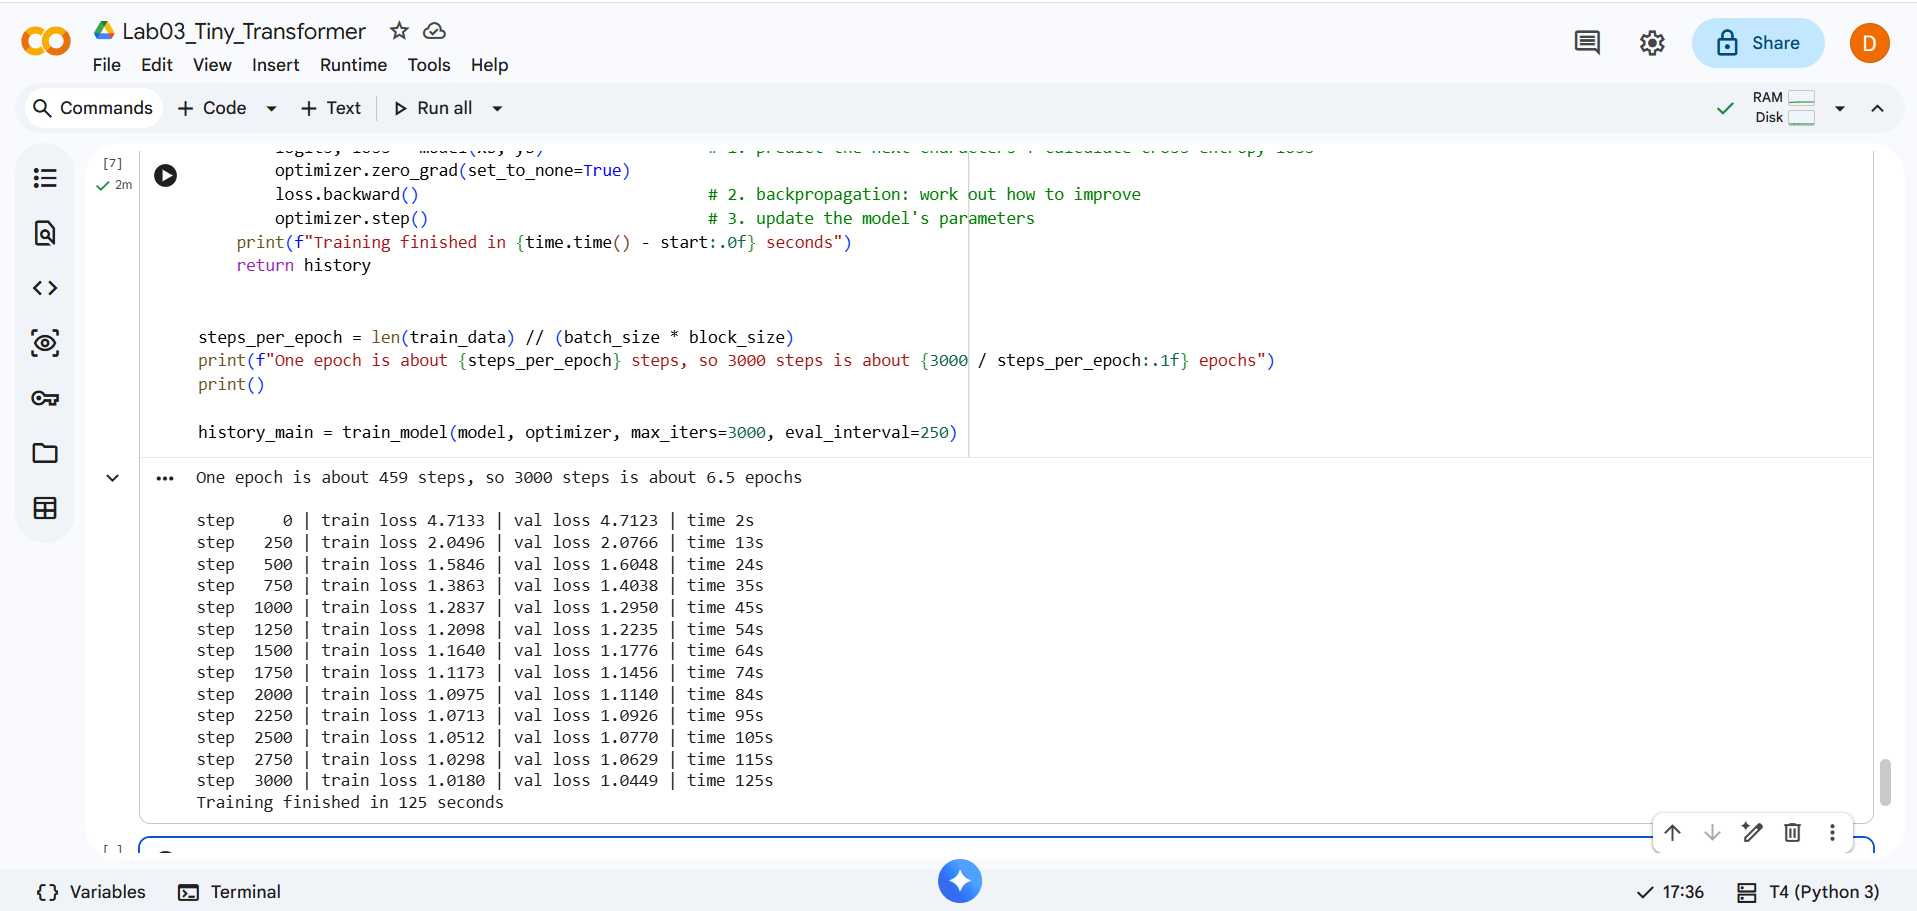 Lab03_Tiny_Transformer
File Edit View Insert Runtime Tools Help
Share
D
Commands + Code + Text Run all
RAM
Disk
[7]
2m
optimizer.zero_grad(set_to_none=True)
loss.backward() # 2. backpropagation: work out how to improve
optimizer.step() # 3. update the model's parameters
print(f"Training finished in {time.time() - start:.0f} seconds")
return history
steps_per_epoch = len(train_data) // (batch_size * block_size)
print(f"One epoch is about {steps_per_epoch} steps, so 3000 steps is about {3000 / steps_per_epoch:.1f} epochs")
print()
history_main = train_model(model, optimizer, max_iters=3000, eval_interval=250)
One epoch is about 459 steps, so 3000 steps is about 6.5 epochs
step 0 | train loss 4.7133 | val loss 4.7123 | time 2s
step 250 | train loss 2.0496 | val loss 2.0766 | time 13s
step 500 | train loss 1.5846 | val loss 1.6048 | time 24s
step 750 | train loss 1.3863 | val loss 1.4038 | time 35s
step 1000 | train loss 1.2837 | val loss 1.2950 | time 45s
step 1250 | train loss 1.2098 | val loss 1.2235 | time 54s
step 1500 | train loss 1.1640 | val loss 1.1776 | time 64s
step 1750 | train loss 1.1173 | val loss 1.1456 | time 74s
step 2000 | train loss 1.0975 | val loss 1.1140 | time 84s
step 2250 | train loss 1.0713 | val loss 1.0926 | time 95s
step 2500 | train loss 1.0512 | val loss 1.0770 | time 105s
step 2750 | train loss 1.0298 | val loss 1.0629 | time 115s
step 3000 | train loss 1.0180 | val loss 1.0449 | time 125s
Training finished in 125 seconds
[ ]
Variables Terminal
17:36 T4 (Python 3)